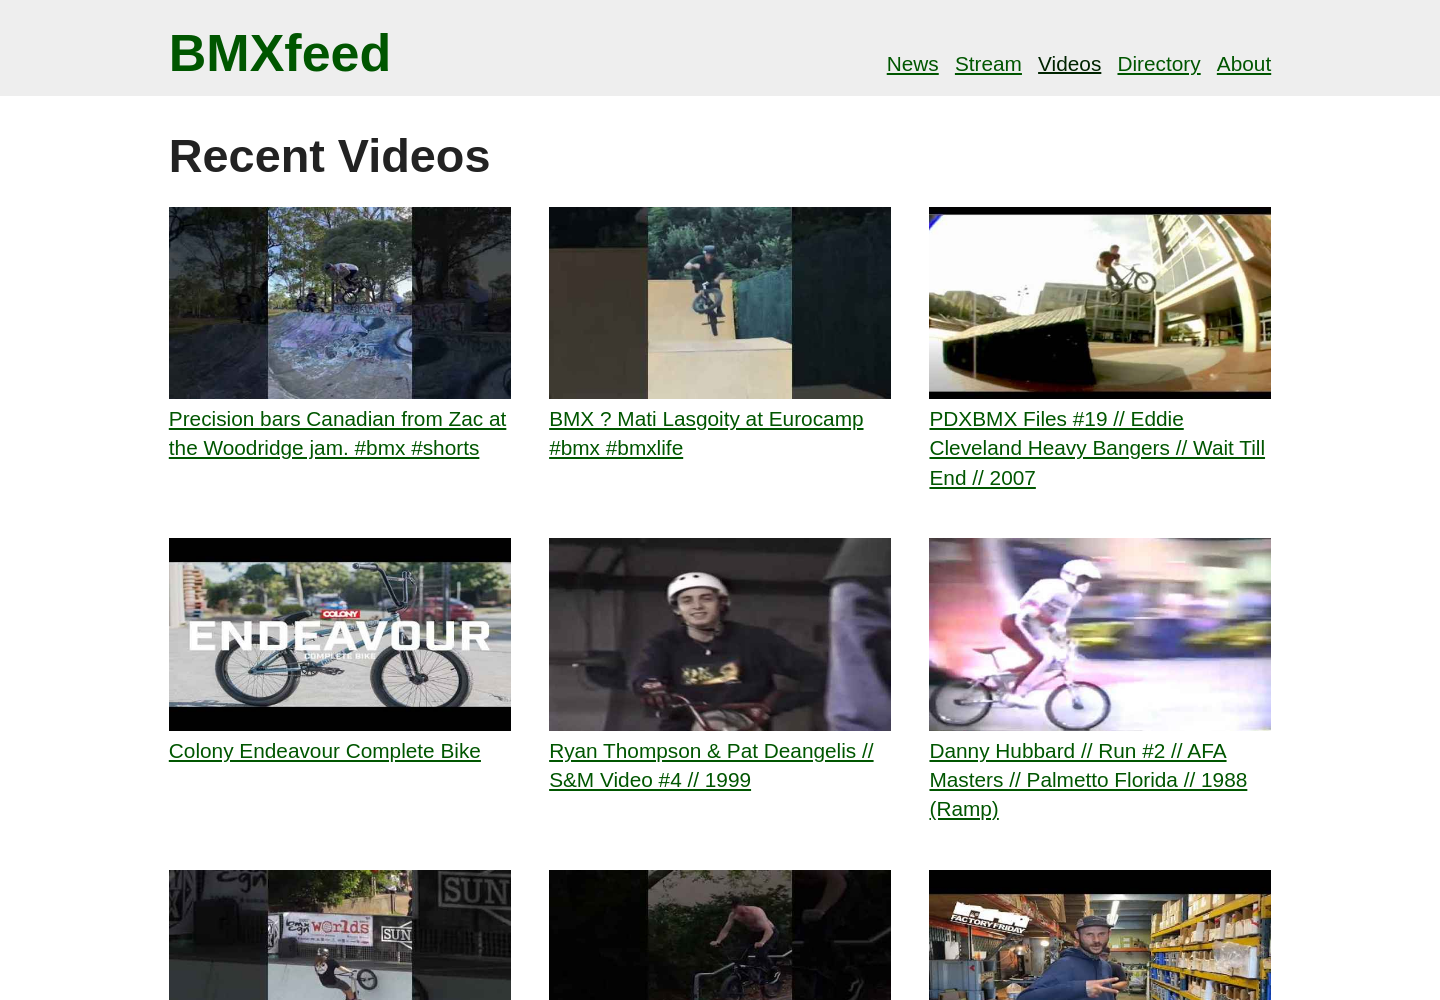 BMXfeed
News Stream Videos Directory About
Recent Videos
Precision bars Canadian from Zac at
the Woodridge jam. #bmx #shorts
BMX ? Mati Lasgoity at Eurocamp
#bmx #bmxlife
PDXBMX Files #19 // Eddie
Cleveland Heavy Bangers // Wait Till
End // 2007
COLONY
ENDEAVOUR
COMPLETE BIKE
Colony Endeavour Complete Bike
Ryan Thompson & Pat Deangelis //
S&M Video #4 // 1999
Danny Hubbard // Run #2 // AFA
Masters // Palmetto Florida // 1988
(Ramp)
SUN
worlds
SUN
FACTORY FRIDAY